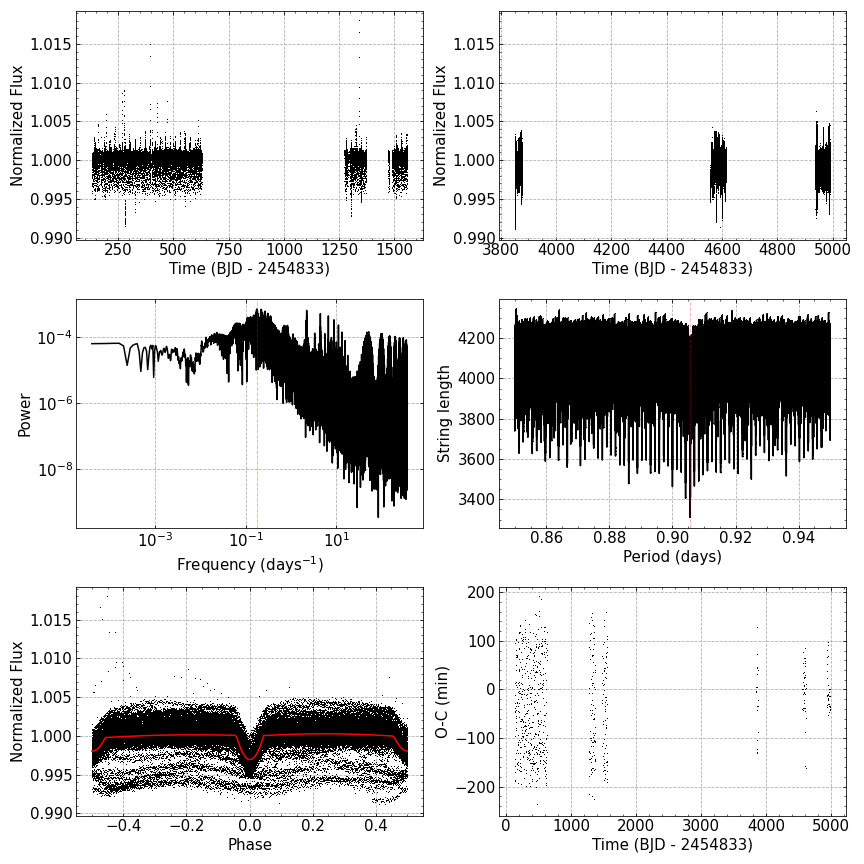 1.015
1.010
1.005
1.000
0.995
0.990
Normalized Flux
250 500 750 1000 1250 1500
Time (BJD - 2454833)
1.015
1.010
1.005
1.000
0.995
0.990
Normalized Flux
3800 4000 4200 4400 4600 4800 5000
Time (BJD - 2454833)
10⁻⁴
10⁻⁶
10⁻⁸
Power
10⁻³ 10⁻¹ 10¹
Frequency (days⁻¹)
4200
4000
3800
3600
3400
String length
0.86 0.88 0.90 0.92 0.94
Period (days)
1.015
1.010
1.005
1.000
0.995
0.990
Normalized Flux
−0.4 −0.2 0.0 0.2 0.4
Phase
200
100
0
−100
−200
O-C (min)
0 1000 2000 3000 4000 5000
Time (BJD - 2454833)